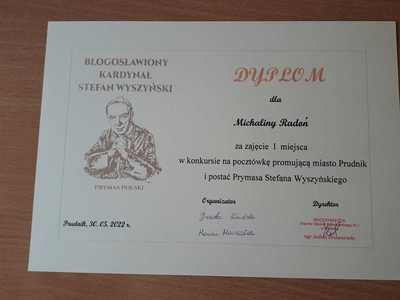 BŁOGOSŁAWIONY
KARDYNAŁ
STEFAN WYSZYŃSKI
PRYMAS POLSKI
DYPLOM
dla
Michaliny Radoń
za zajęcie I miejsca
w konkursie na pocztówkę promującą miasto Prudnik
i postać Prymasa Stefana Wyszyńskiego
Organizator
Dyrektor
Prudnik, 30. 05. 2022 r.